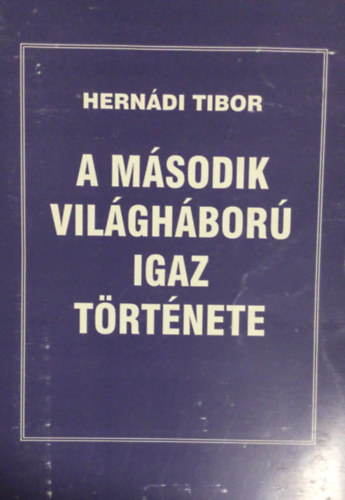 HERNÁDI TIBOR
A MÁSODIK
VILÁGHÁBORÚ
IGAZ
TÖRTÉNETE